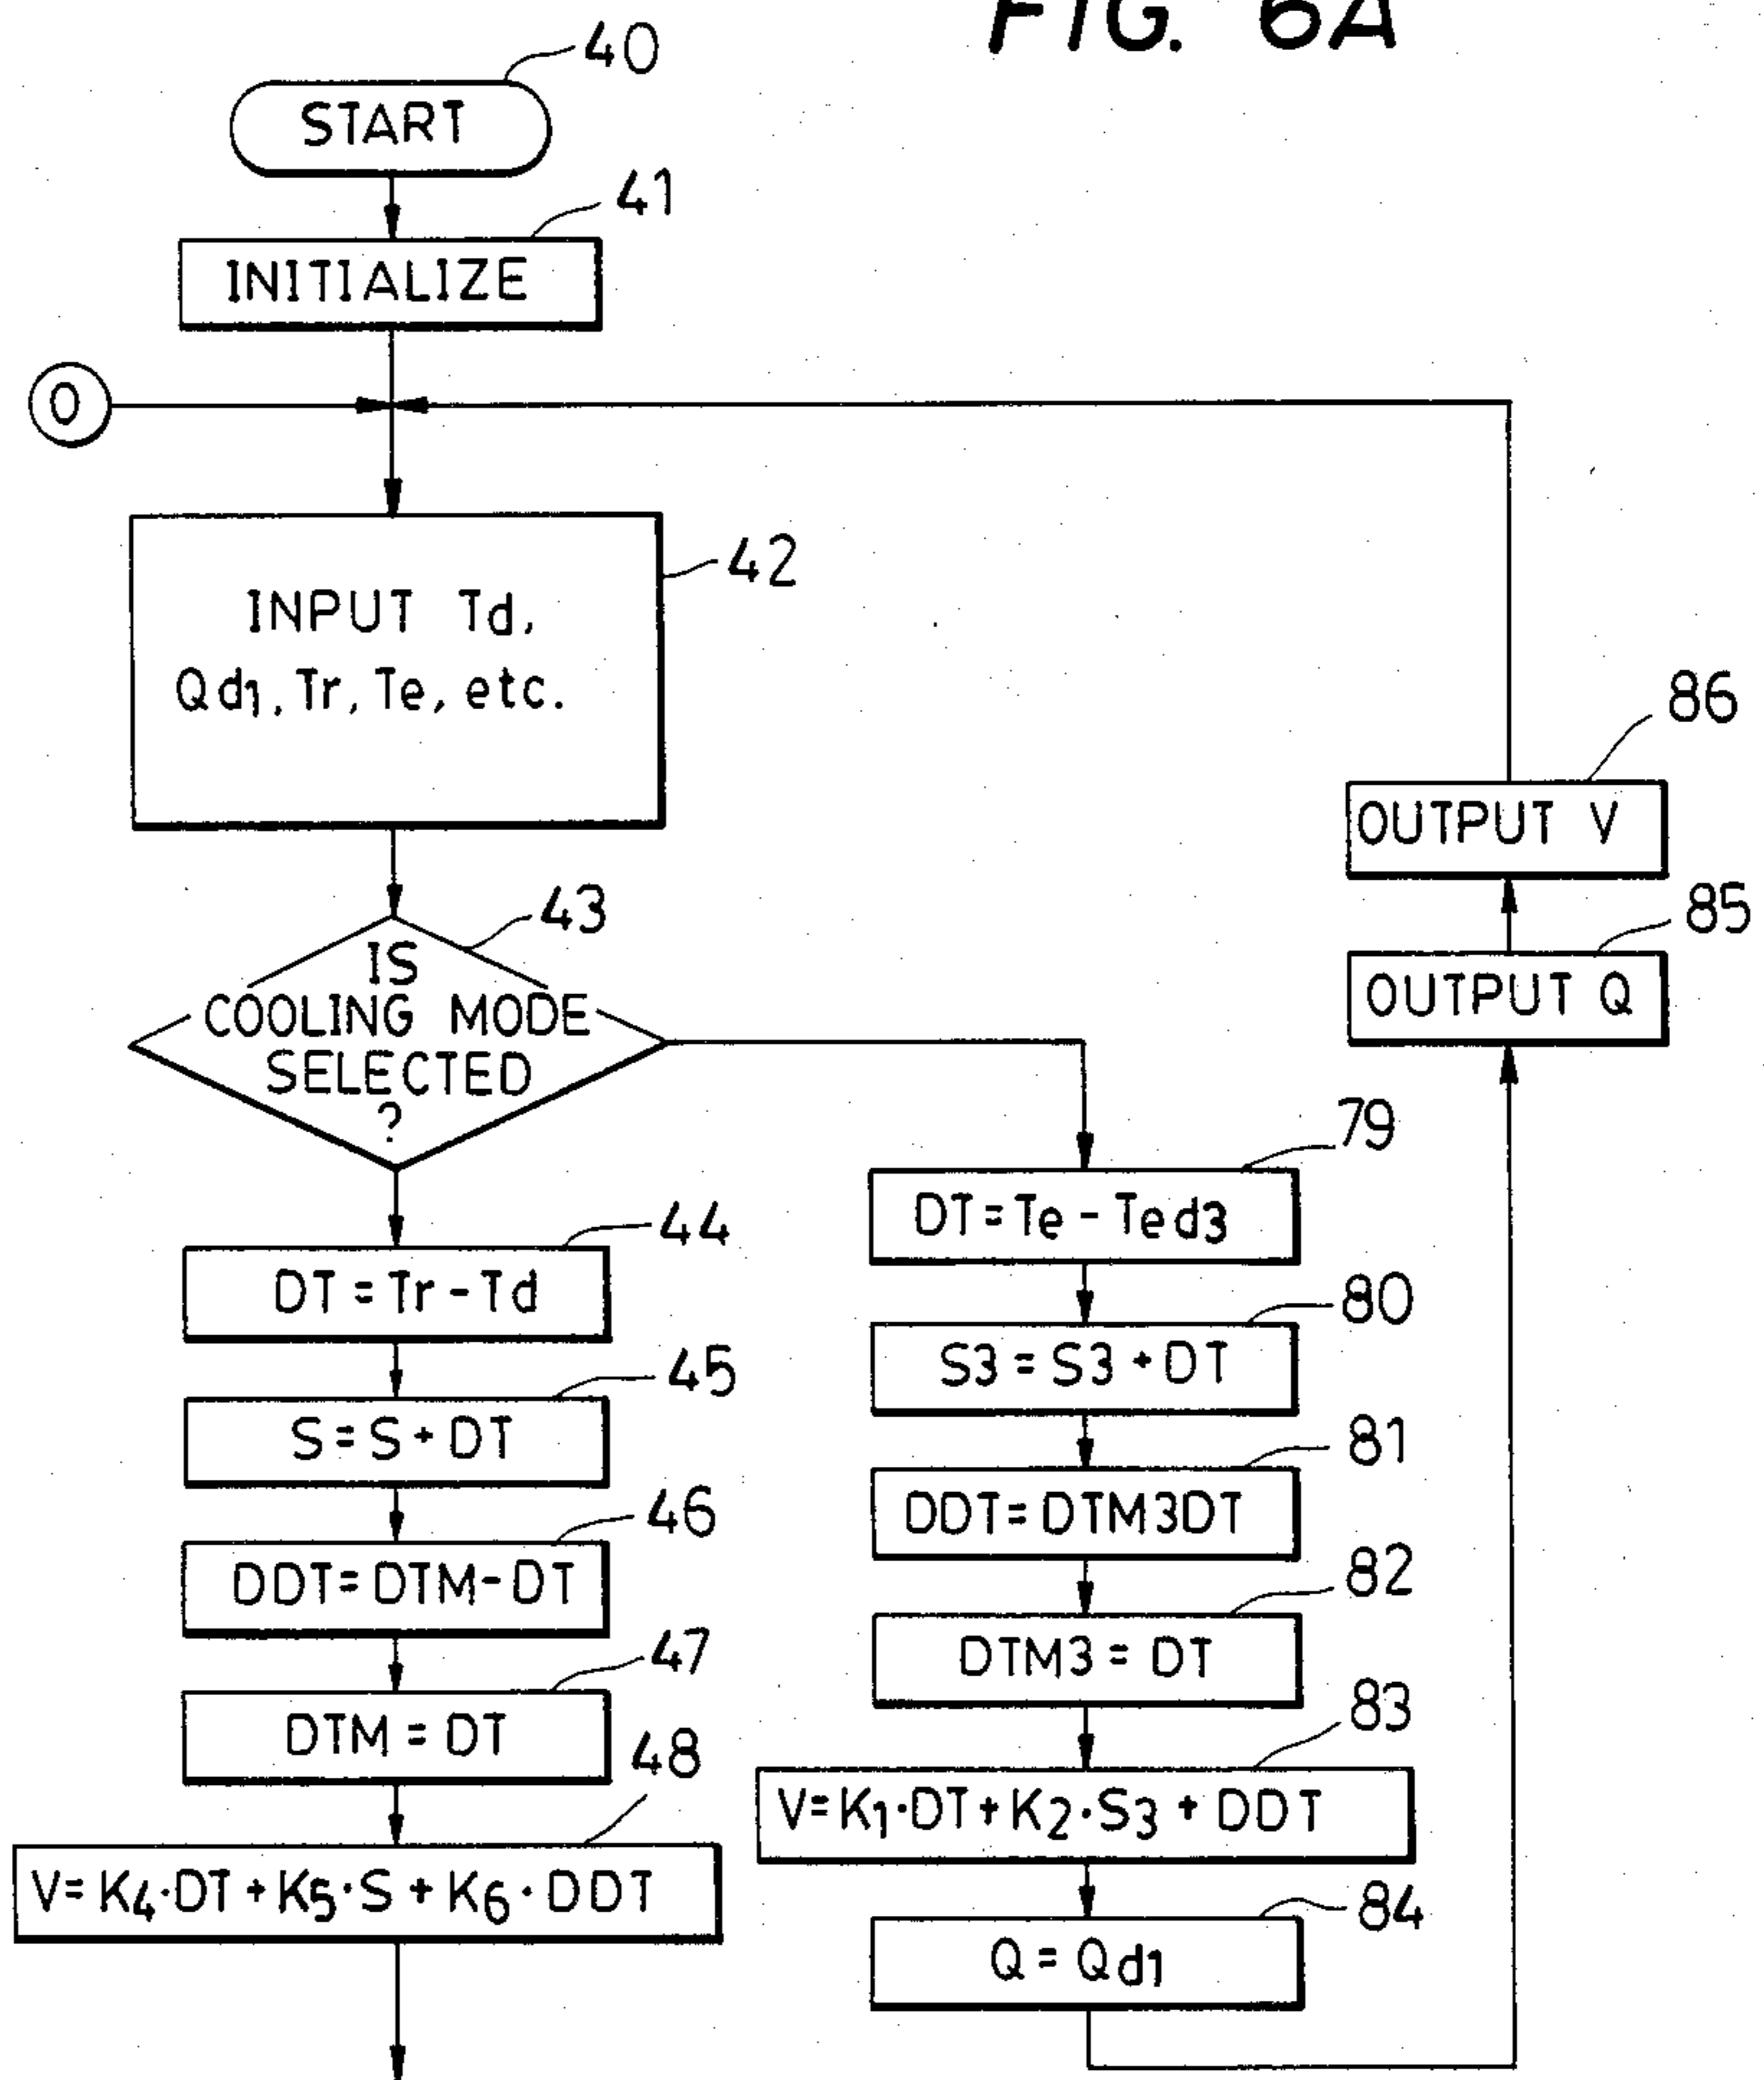 FIG. 6A
40
START
41
INITIALIZE
0
42
INPUT Td,
Qd1, Tr, Te, etc.
43
IS
COOLING MODE
SELECTED
?
44
DT = Tr - Td
45
S = S + DT
46
DDT = DTM - DT
47
DTM = DT
48
V = K4·DT + K5·S + K6·DDT
79
DT = Te - Ted3
80
S3 = S3 + DT
81
DDT = DTM3DT
82
DTM3 = DT
83
V = K1·DT + K2·S3 + DDT
84
Q = Qd1
86
OUTPUT V
85
OUTPUT Q